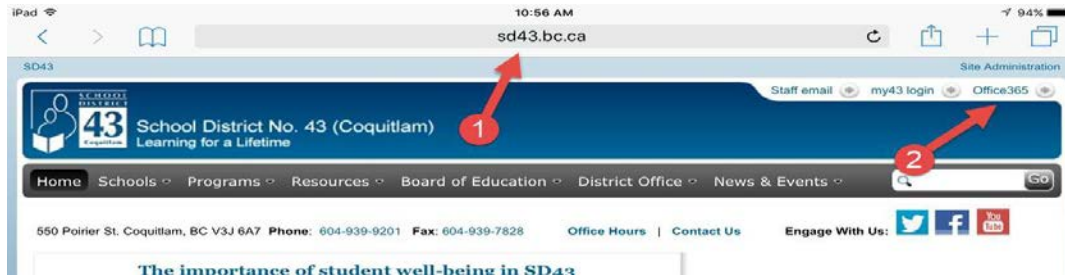 iPad 10:56 AM 94%
sd43.bc.ca
SD43 Site Administration
Staff email my43 login Office365
SCHOOL
DISTRICT
43
Coquitlam
School District No. 43 (Coquitlam)
Learning for a Lifetime
1
2
Home Schools Programs Resources Board of Education District Office News & Events Go
550 Poirier St. Coquitlam, BC V3J 6A7 Phone: 604-939-9201 Fax: 604-939-7828 Office Hours | Contact Us Engage With Us: You Tube
The importance of student well-being in SD43